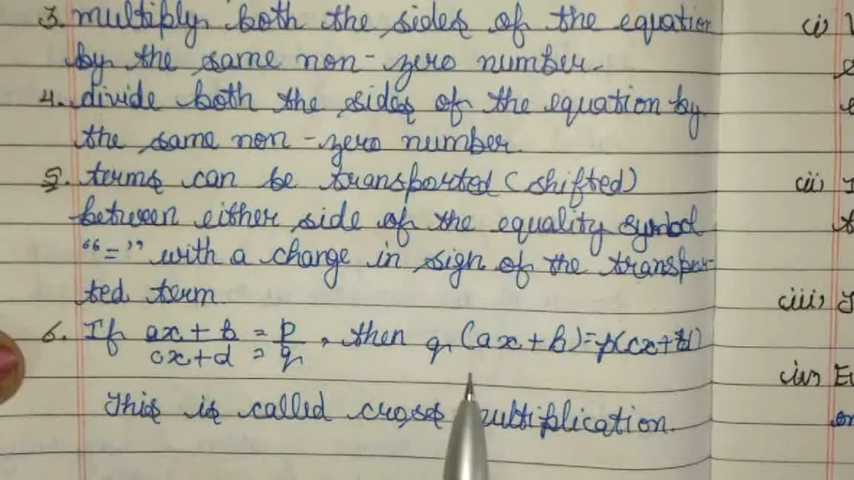 3. multiply both the sides of the equation
by the same non-zero number.
4. divide both the sides of the equation by
the same non-zero number.
5. terms can be transported (shifted)
between either side of the equality symbol
"=" with a change in sign of the transpor-
ted term.
6. If ax + b / cx + d = p / q, then q(ax + b) = p(cx + d)
This is called cross multiplication.
(i)
(ii)
(iii)
(iv)